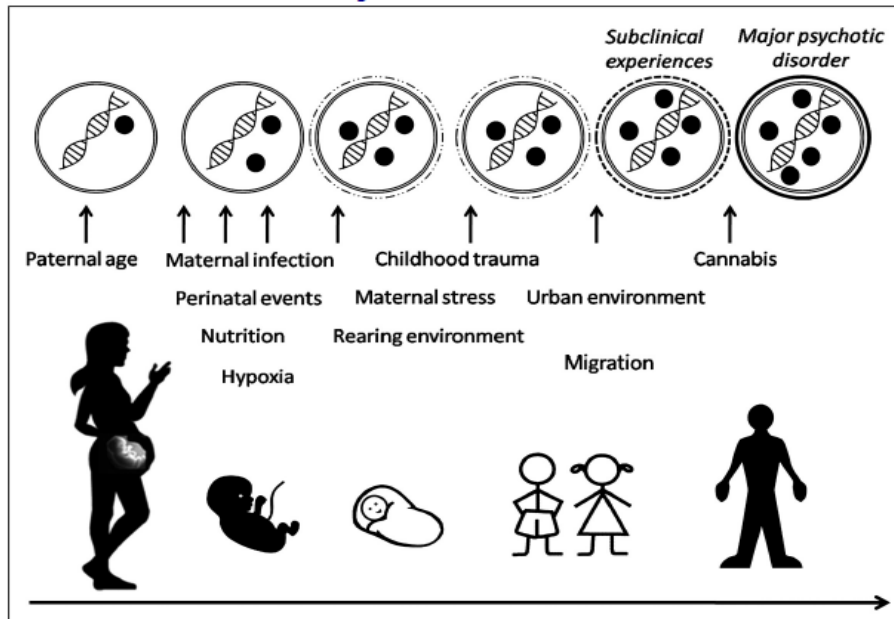 Subclinical
experiences
Major psychotic
disorder
Paternal age
Maternal infection
Childhood trauma
Cannabis
Perinatal events
Maternal stress
Urban environment
Nutrition
Rearing environment
Hypoxia
Migration